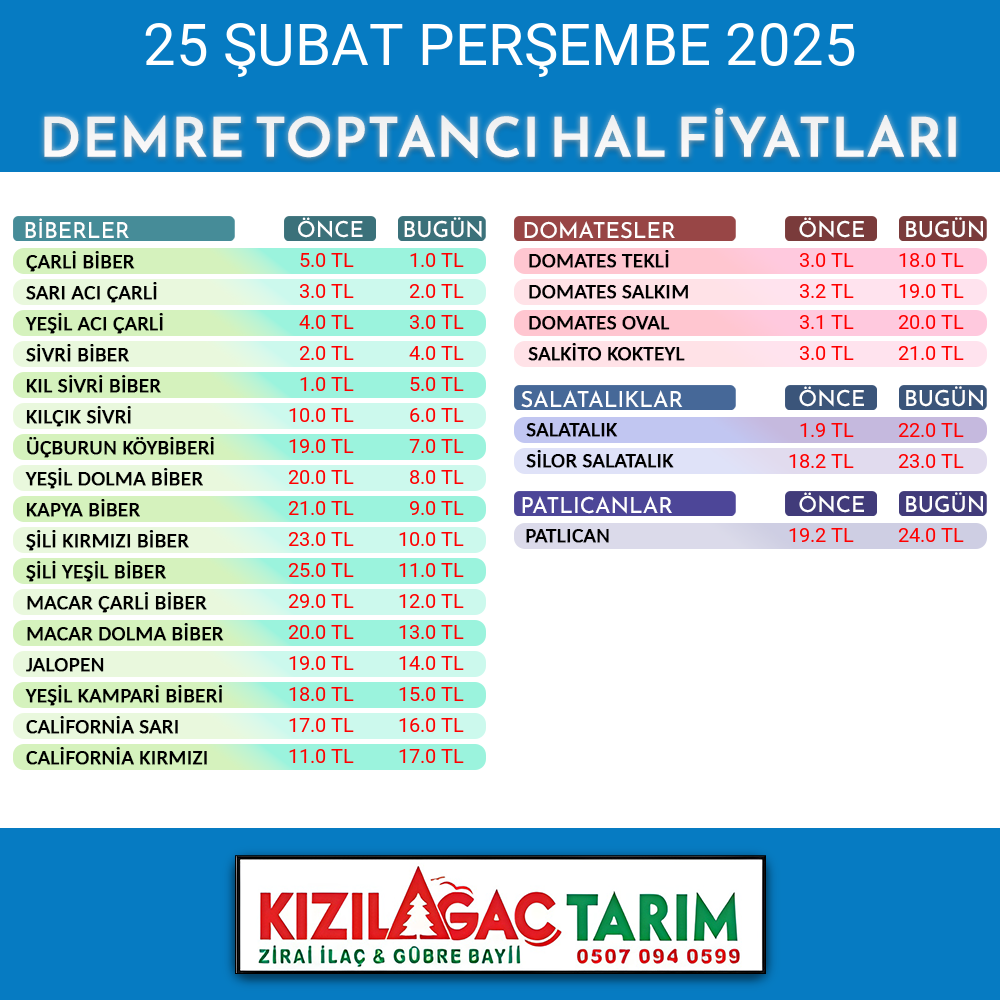 25 ŞUBAT PERŞEMBE 2025
DEMRE TOPTANCI HAL FİYATLARI
BİBERLER ÖNCE BUGÜN
ÇARLİ BİBER 5.0 TL 1.0 TL
SARI ACI ÇARLİ 3.0 TL 2.0 TL
YEŞİL ACI ÇARLİ 4.0 TL 3.0 TL
SİVRİ BİBER 2.0 TL 4.0 TL
KIL SİVRİ BİBER 1.0 TL 5.0 TL
KILÇIK SİVRİ 10.0 TL 6.0 TL
ÜÇBURUN KÖYBİBERİ 19.0 TL 7.0 TL
YEŞİL DOLMA BİBER 20.0 TL 8.0 TL
KAPYA BİBER 21.0 TL 9.0 TL
ŞİLİ KIRMIZI BİBER 23.0 TL 10.0 TL
ŞİLİ YEŞİL BİBER 25.0 TL 11.0 TL
MACAR ÇARLİ BİBER 29.0 TL 12.0 TL
MACAR DOLMA BİBER 20.0 TL 13.0 TL
JALOPEN 19.0 TL 14.0 TL
YEŞİL KAMPARİ BİBERİ 18.0 TL 15.0 TL
CALİFORNİA SARI 17.0 TL 16.0 TL
CALİFORNİA KIRMIZI 11.0 TL 17.0 TL
DOMATESLER ÖNCE BUGÜN
DOMATES TEKLİ 3.0 TL 18.0 TL
DOMATES SALKIM 3.2 TL 19.0 TL
DOMATES OVAL 3.1 TL 20.0 TL
SALKİTO KOKTEYL 3.0 TL 21.0 TL
SALATALIKLAR ÖNCE BUGÜN
SALATALIK 1.9 TL 22.0 TL
SİLOR SALATALIK 18.2 TL 23.0 TL
PATLICANLAR ÖNCE BUGÜN
PATLICAN 19.2 TL 24.0 TL
KIZILAGAÇ TARIM
ZİRAİ İLAÇ & GÜBRE BAYİİ 0507 094 0599